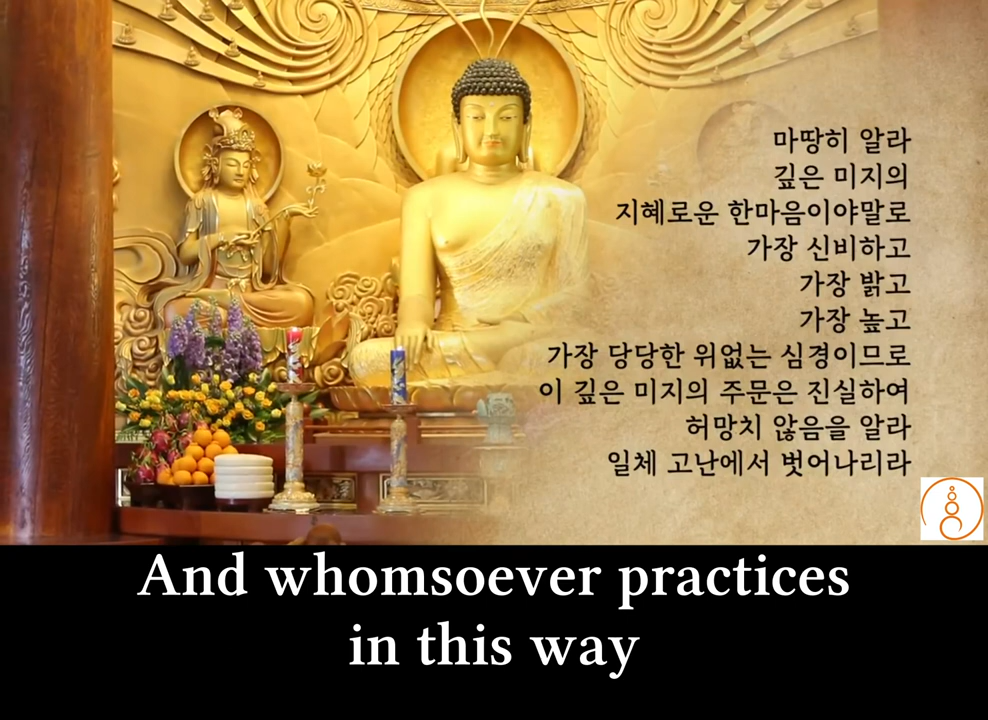 마땅히 알라
깊은 미지의
지혜로운 한마음이야말로
가장 신비하고
가장 밝고
가장 높고
가장 당당한 위없는 심경이므로
이 깊은 미지의 주문은 진실하여
허망치 않음을 알라
일체 고난에서 벗어나리라
And whomsoever practices
in this way